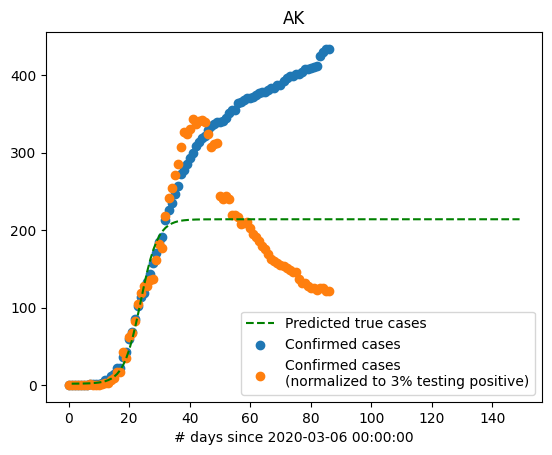 AK
400
300
200
100
0
Predicted true cases
Confirmed cases
Confirmed cases
(normalized to 3% testing positive)
0 20 40 60 80 100 120 140
# days since 2020-03-06 00:00:00